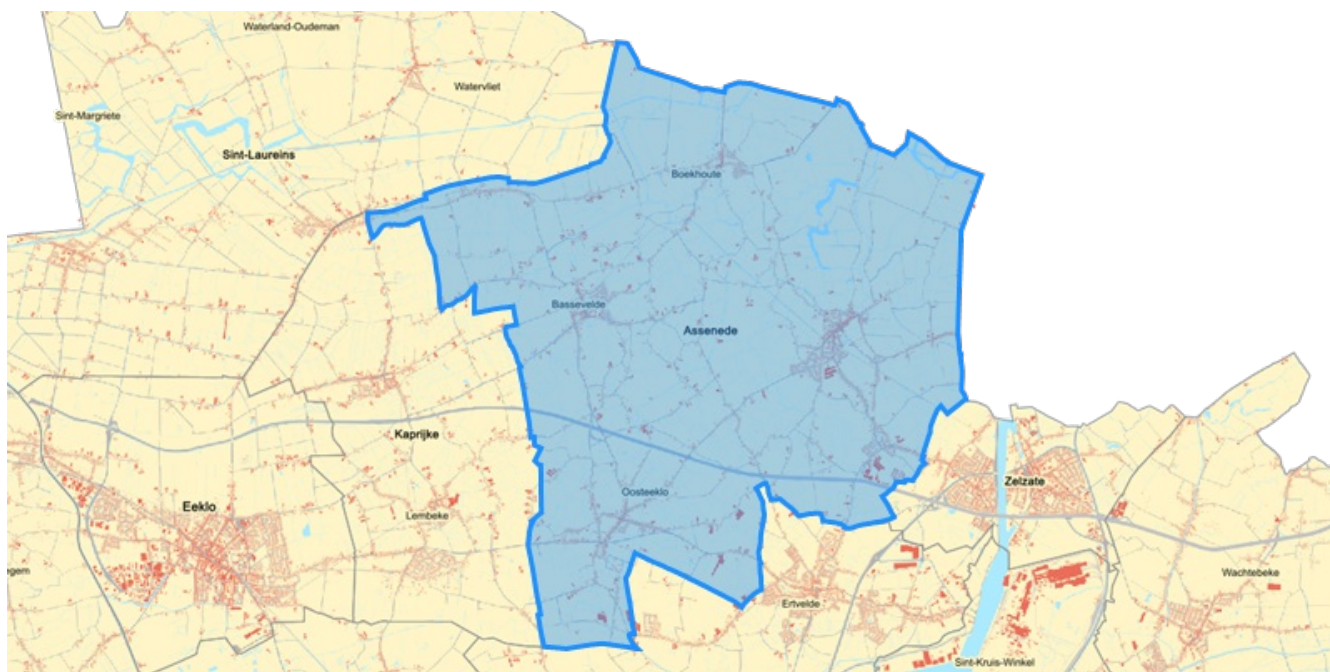 Waterland-Oudeman
Watervliet
Sint-Margriete
Sint-Laureins
Boekhoute
Bassevelde
Assenede
Kaprijke
Zelzate
Oosteeklo
Eeklo
Lembeke
egem
Wachtebeke
Ertvelde
Sint-Kruis-Winkel